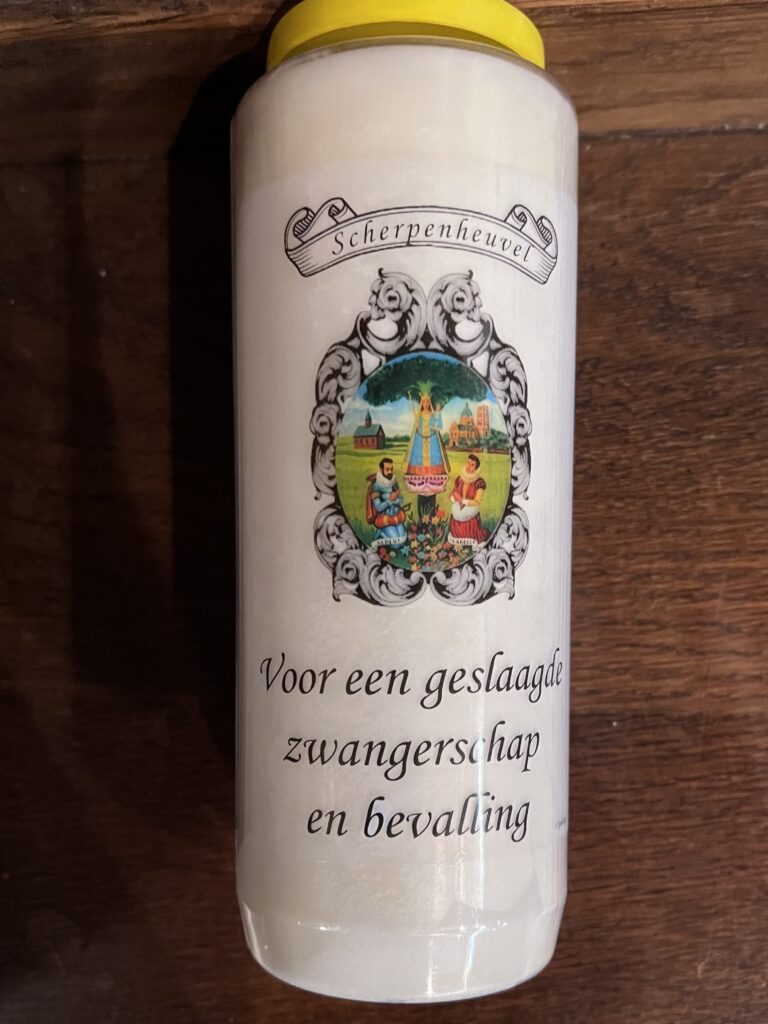 Scherpenheuvel
Voor een geslaagde
zwangerschap
en bevalling